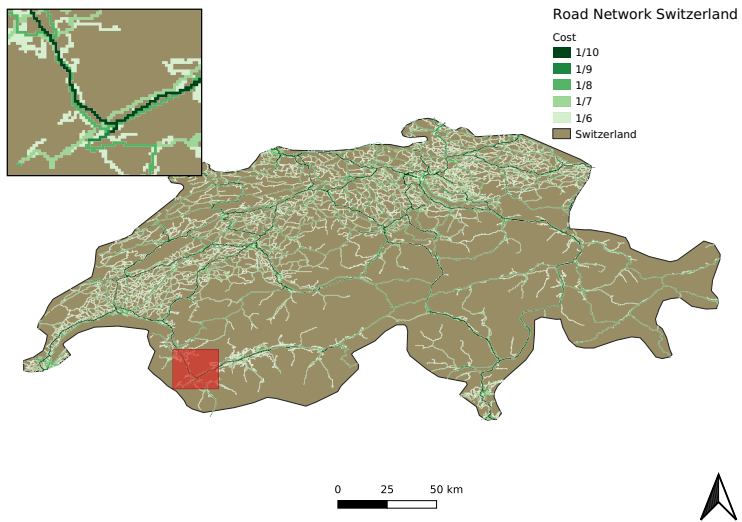 Road Network Switzerland
Cost
1/10
1/9
1/8
1/7
1/6
Switzerland
0 25 50 km